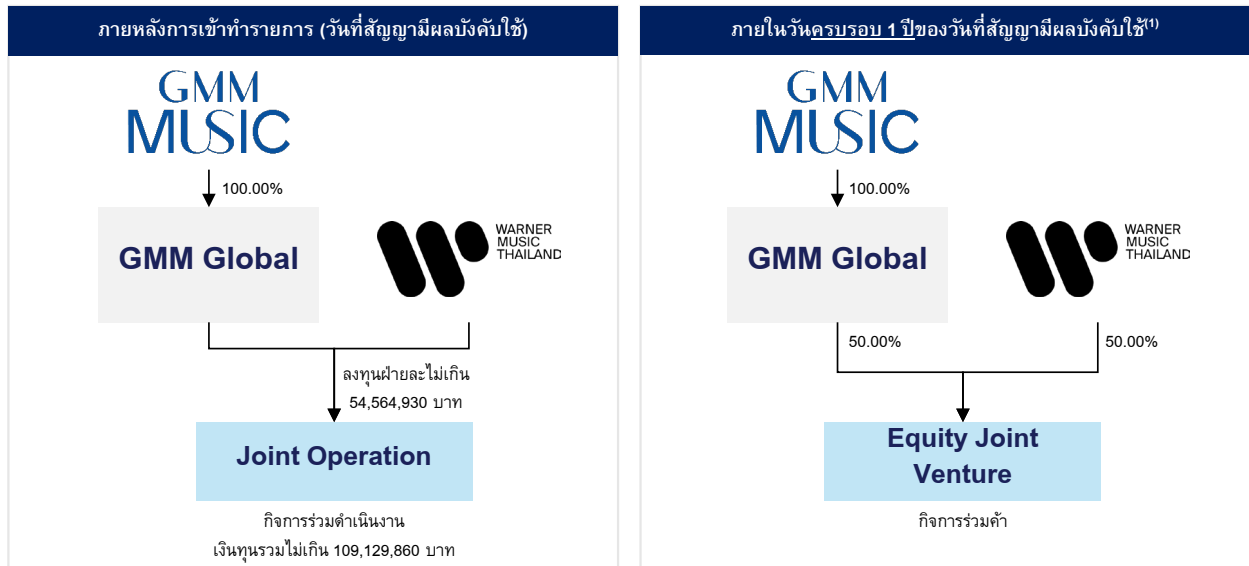 ภายหลังการเข้าทำรายการ (วันที่สัญญามีผลบังคับใช้)
GMM
MUSIC
100.00%
GMM Global
WARNER
MUSIC
THAILAND
ลงทุนฝ่ายละไม่เกิน
54,564,930 บาท
Joint Operation
กิจการร่วมดำเนินงาน
เงินทุนรวมไม่เกิน 109,129,860 บาท
ภายในวันครบรอบ 1 ปีของวันที่สัญญามีผลบังคับใช้⁽¹⁾
GMM
MUSIC
100.00%
GMM Global
WARNER
MUSIC
THAILAND
50.00%
50.00%
Equity Joint
Venture
กิจการร่วมค้า